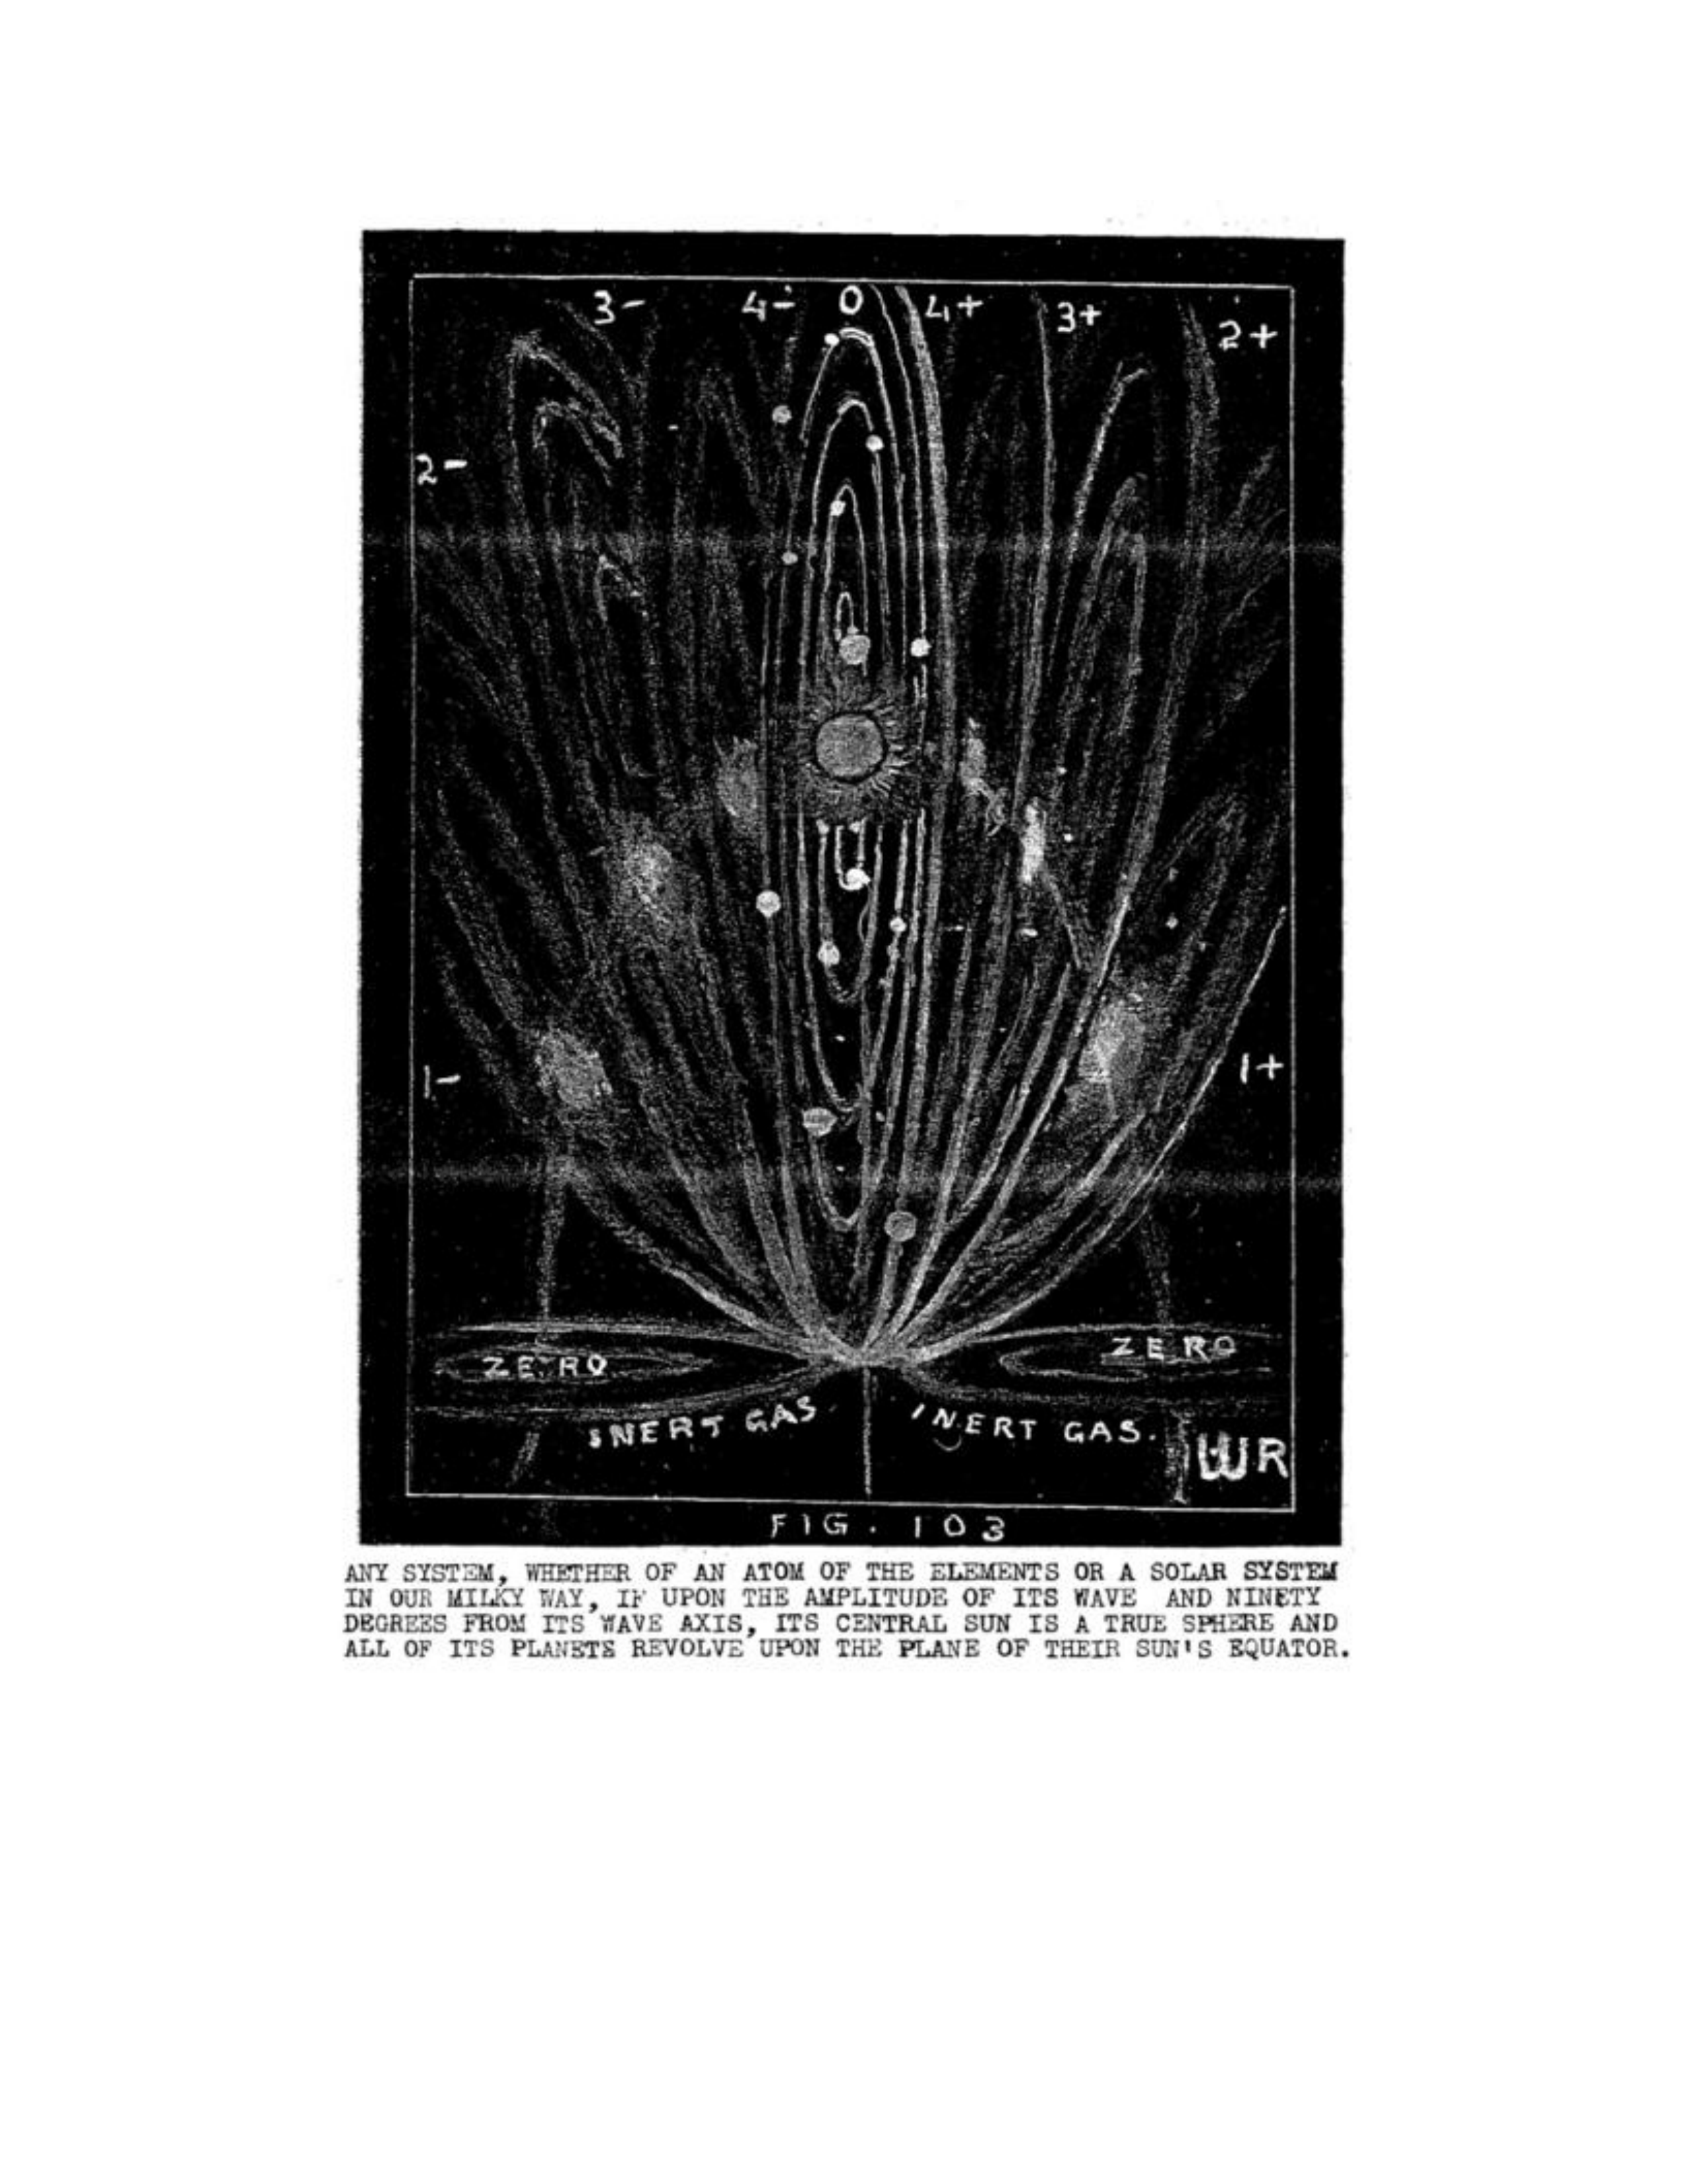 3- 4- 0 4+ 3+ 2+
2-
1- 1+
ZERO ZERO
INERT GAS INERT GAS.
WR
FIG. 103
ANY SYSTEM, WHETHER OF AN ATOM OF THE ELEMENTS OR A SOLAR SYSTEM
IN OUR MILKY WAY, IF UPON THE AMPLITUDE OF ITS WAVE AND NINETY
DEGREES FROM ITS WAVE AXIS, ITS CENTRAL SUN IS A TRUE SPHERE AND
ALL OF ITS PLANETS REVOLVE UPON THE PLANE OF THEIR SUN'S EQUATOR.